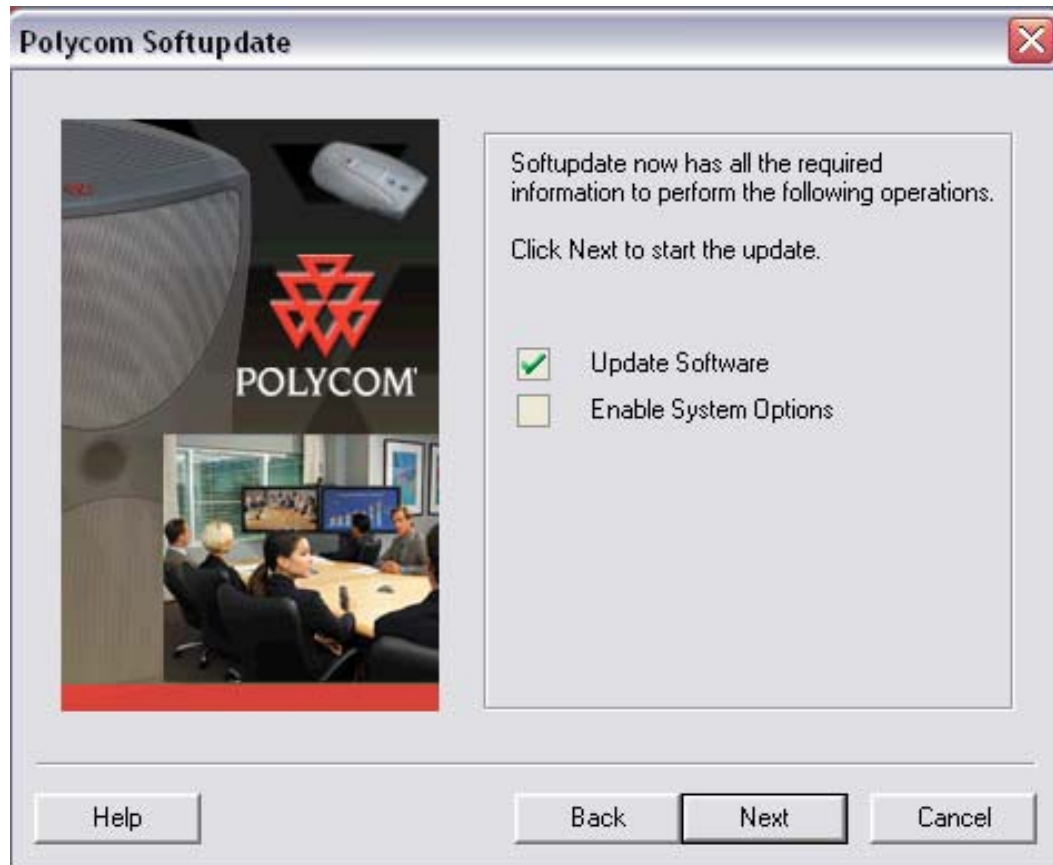 Polycom Softupdate
POLYCOM
Softupdate now has all the required
information to perform the following operations.
Click Next to start the update.
Update Software
Enable System Options
Help
Back
Next
Cancel